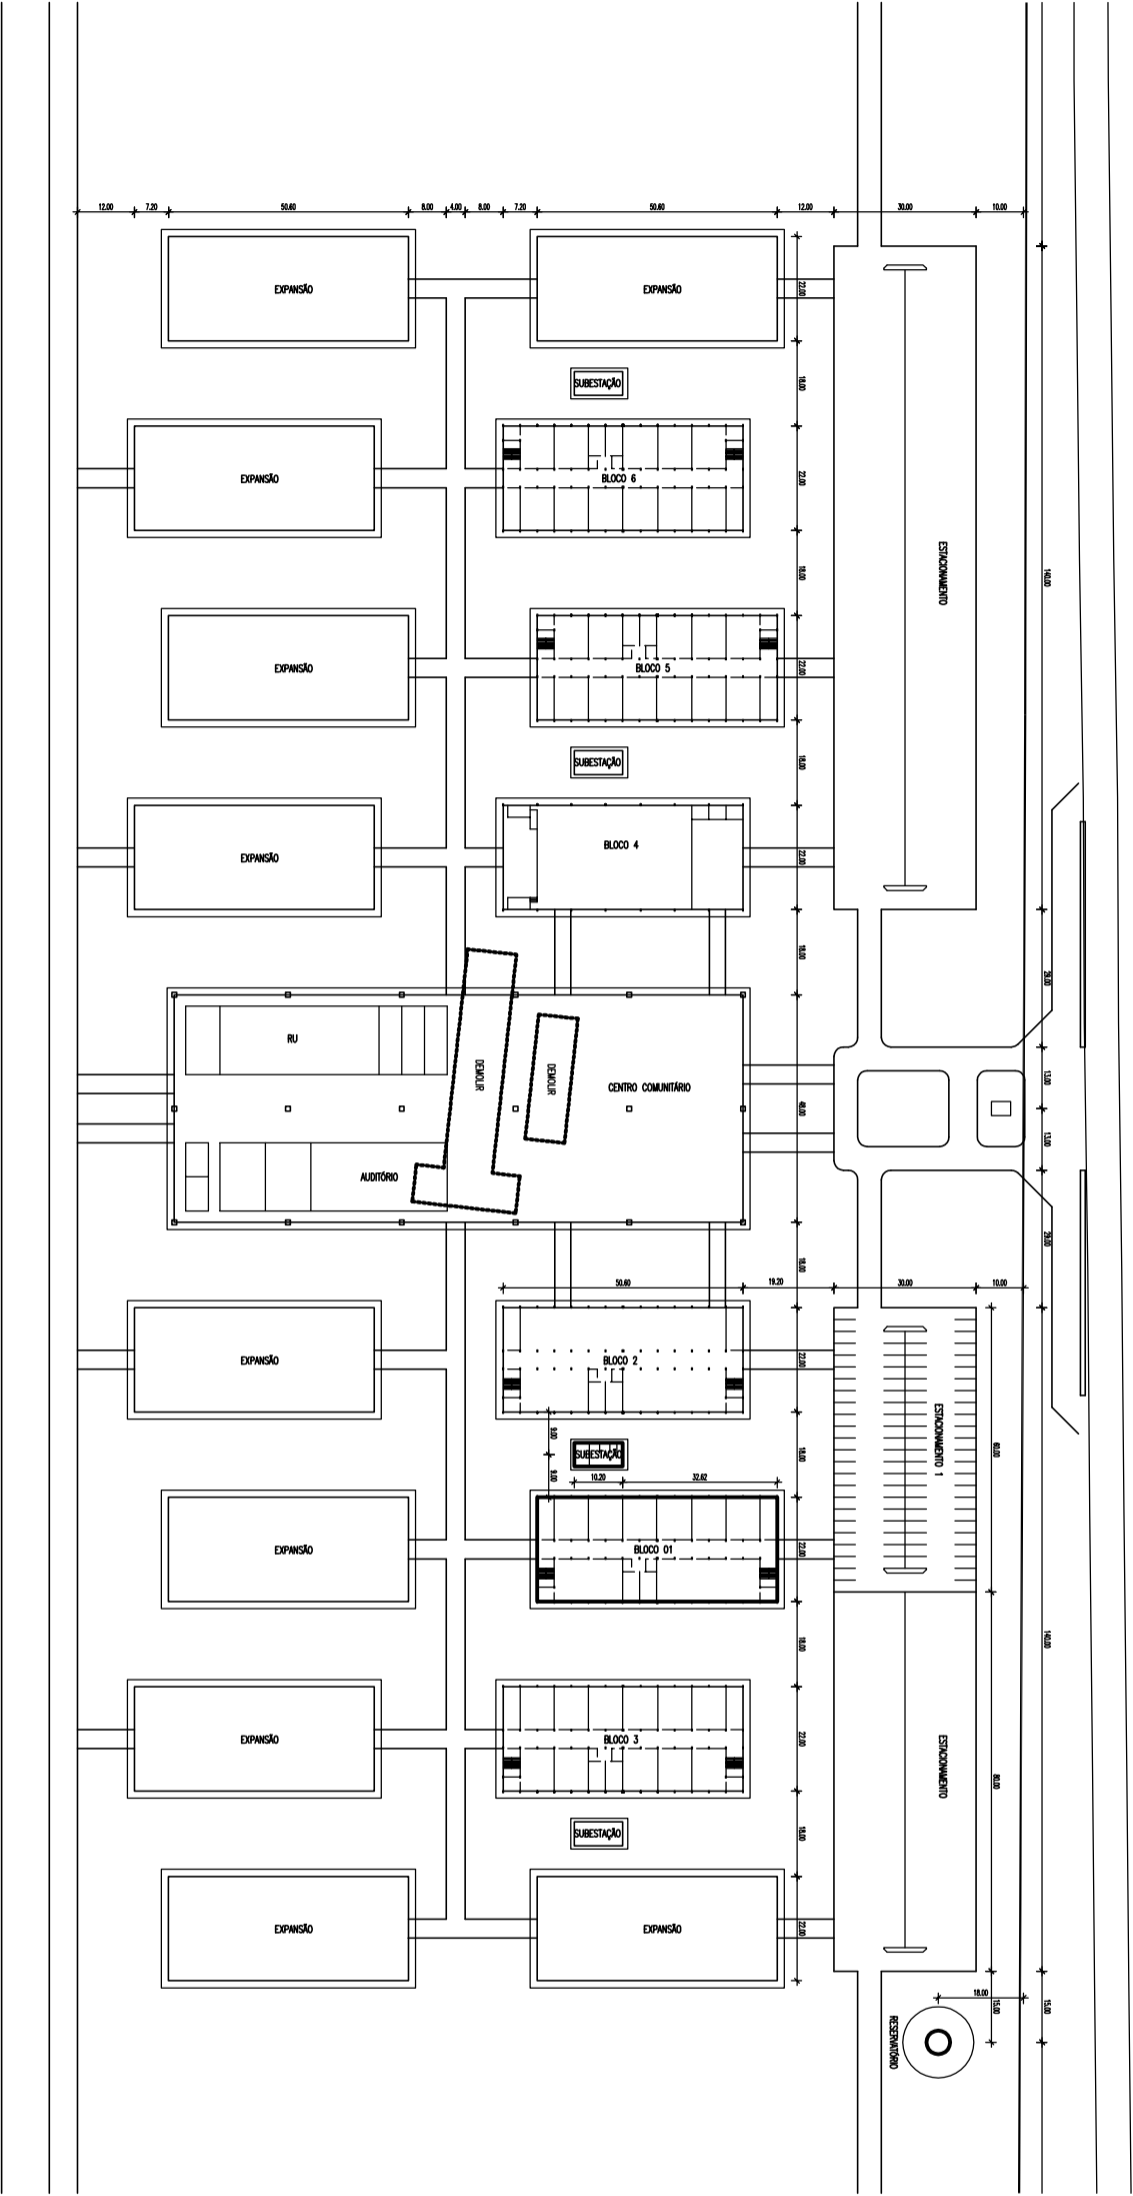 12.00 7.20 50.60 8.00 4.00 8.00 7.20 50.60 12.00 30.00 10.00
EXPANSÃO
EXPANSÃO
22.00
SUBESTAÇÃO
18.00
EXPANSÃO
BLOCO 6
22.00
ESTACIONAMENTO
140.00
18.00
EXPANSÃO
BLOCO 5
22.00
SUBESTAÇÃO
18.00
EXPANSÃO
BLOCO 4
22.00
18.00
29.00
RU
DEMOLIR
DEMOLIR
CENTRO COMUNITÁRIO
48.00
13.00
13.00
AUDITÓRIO
29.00
18.00
50.60 19.20 30.00 10.00
EXPANSÃO
BLOCO 2
22.00
ESTACIONAMENTO 1
60.00
9.00
9.00
SUBESTAÇÃO
18.00
10.20 32.62
EXPANSÃO
BLOCO 01
22.00
140.00
18.00
EXPANSÃO
BLOCO 3
22.00
ESTACIONAMENTO
80.00
SUBESTAÇÃO
18.00
EXPANSÃO
EXPANSÃO
22.00
18.00
15.00
15.00
RESERVATÓRIO